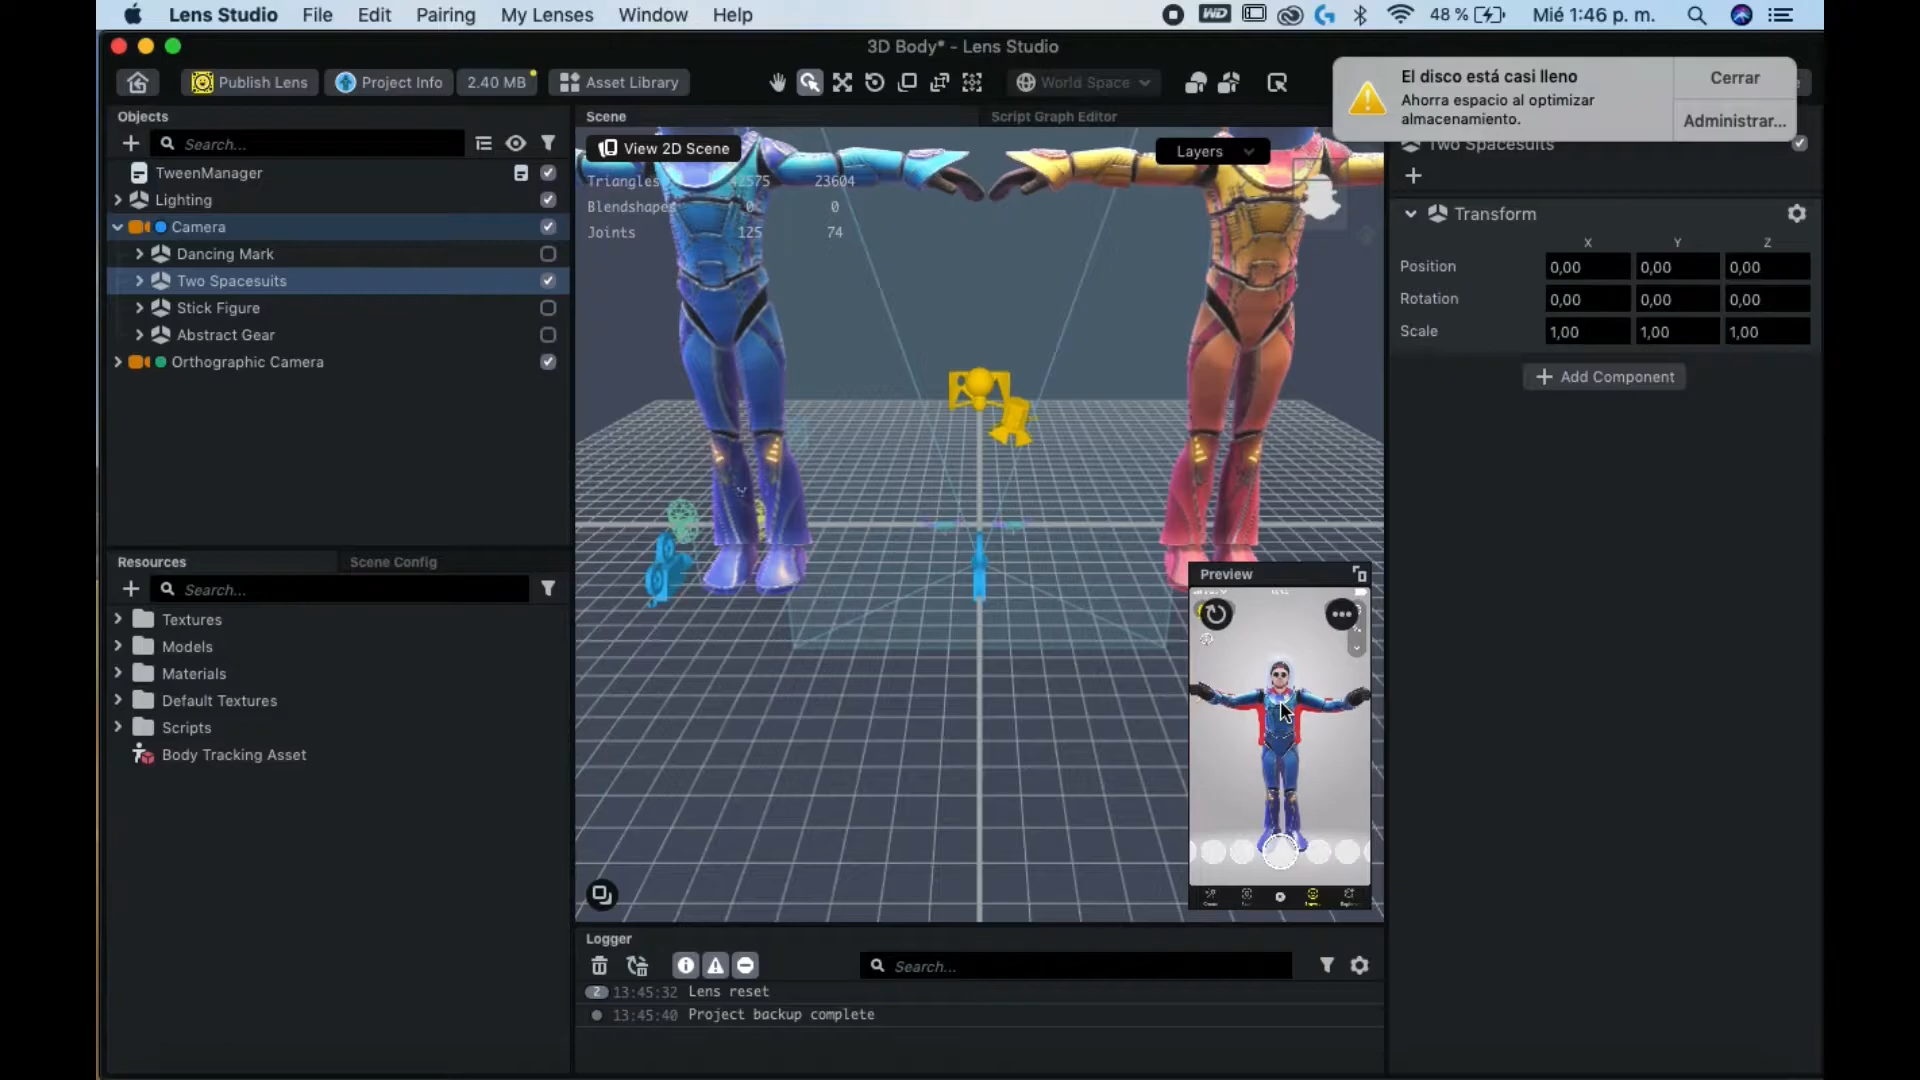 Lens Studio File Edit Pairing My Lenses Window Help WD 48 % Mié 1:46 p. m.
3D Body* - Lens Studio
Publish Lens Project Info 2.40 MB Asset Library World Space
El disco está casi lleno
Ahorra espacio al optimizar
almacenamiento.
Cerrar
Administrar...
Objects
Search...
TweenManager
Lighting
Camera
Dancing Mark
Two Spacesuits
Stick Figure
Abstract Gear
Orthographic Camera
Resources Scene Config
Search...
Textures
Models
Materials
Default Textures
Scripts
Body Tracking Asset
Scene Script Graph Editor
View 2D Scene Layers
Triangles 42575 23604
Blendshapes 0 0
Joints 125 74
Preview
Logger
Search...
2 13:45:32 Lens reset
13:45:40 Project backup complete
Two Spacesuits
Transform
X Y Z
Position 0,00 0,00 0,00
Rotation 0,00 0,00 0,00
Scale 1,00 1,00 1,00
Add Component